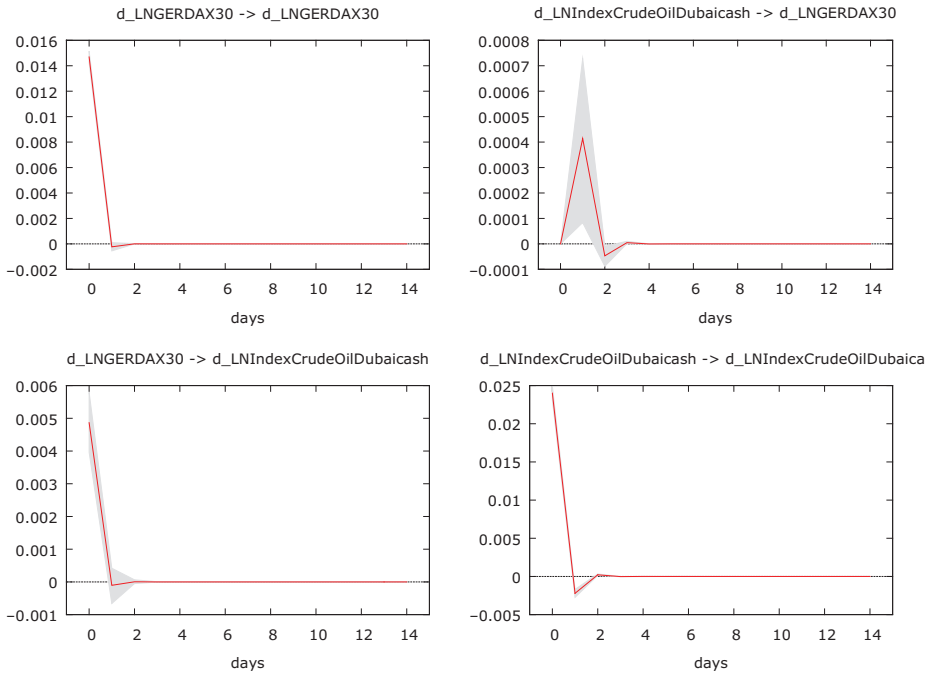 d_LNGERDAX30 -> d_LNGERDAX30
0.016
0.014
0.012
0.01
0.008
0.006
0.004
0.002
0
−0.002
0 2 4 6 8 10 12 14
days
d_LNIndexCrudeOilDubaicash -> d_LNGERDAX30
0.0008
0.0007
0.0006
0.0005
0.0004
0.0003
0.0002
0.0001
0
−0.0001
0 2 4 6 8 10 12 14
days
d_LNGERDAX30 -> d_LNIndexCrudeOilDubaicash
0.006
0.005
0.004
0.003
0.002
0.001
0
−0.001
0 2 4 6 8 10 12 14
days
d_LNIndexCrudeOilDubaicash -> d_LNIndexCrudeOilDubaica
0.025
0.02
0.015
0.01
0.005
0
−0.005
0 2 4 6 8 10 12 14
days